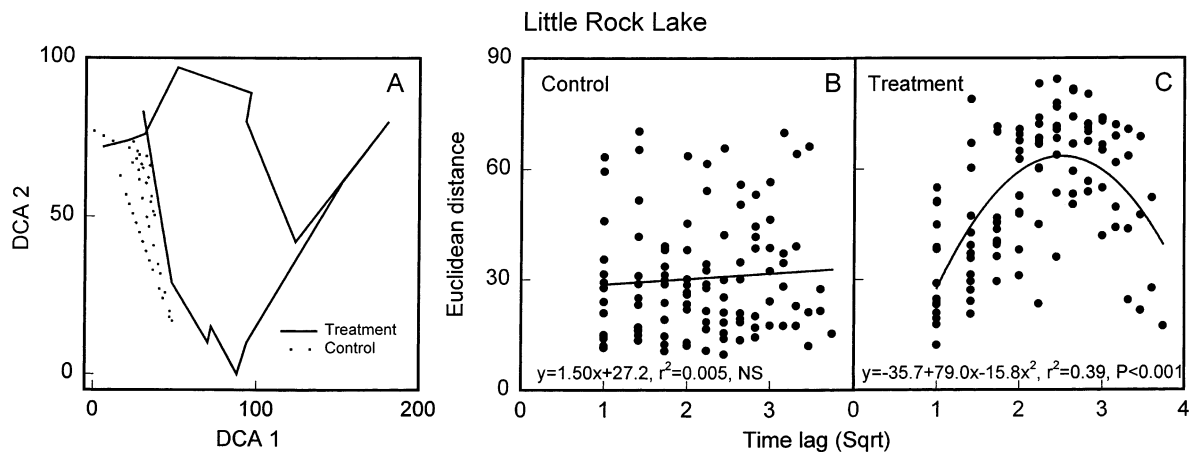 Little Rock Lake
100
50
0
DCA 2
A
Treatment
Control
0
100
200
DCA 1
90
60
30
0
Euclidean distance
Control
B
y=1.50x+27.2, r²=0.005, NS
Treatment
C
y=-35.7+79.0x-15.8x², r²=0.39, P<0.001
0
1
2
3
0
1
2
3
4
Time lag (Sqrt)